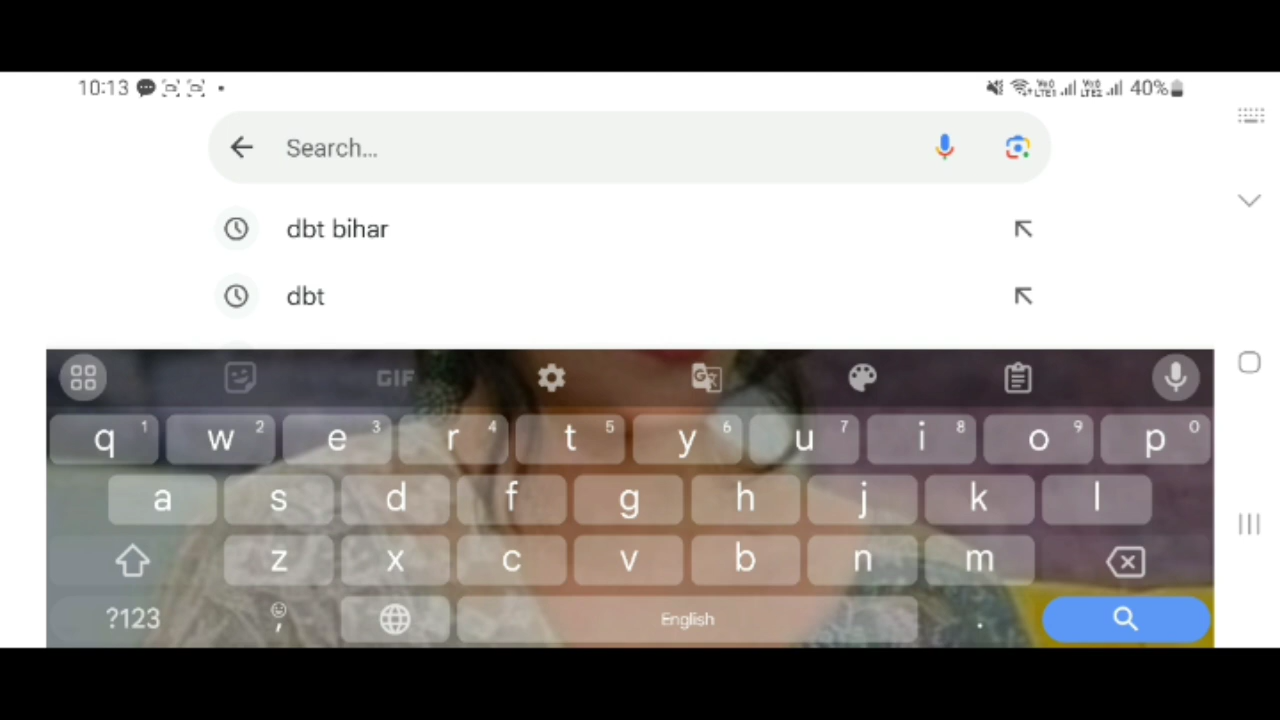 10:13 40%
Search...
dbt bihar
dbt
GIF
q 1 w 2 e 3 r 4 t 5 y 6 u 7 i 8 o 9 p 0
a s d f g h j k l
z x c v b n m
?123 , English .